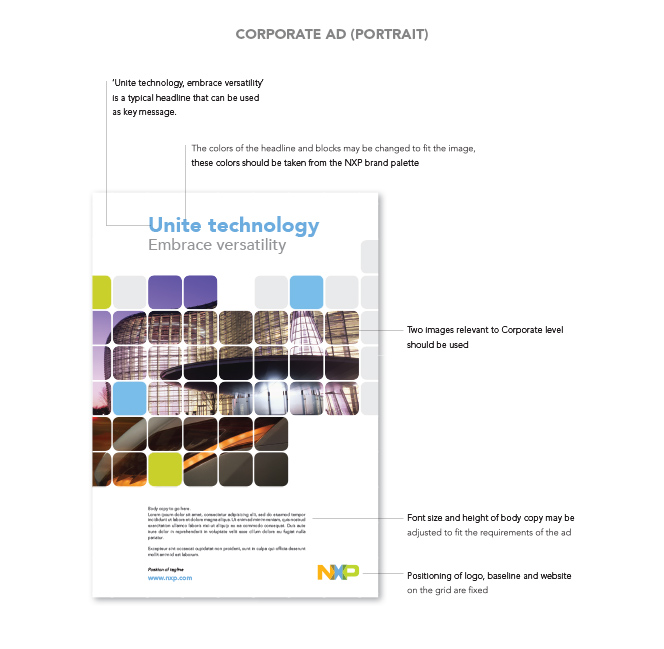 CORPORATE AD (PORTRAIT)
'Unite technology, embrace versatility'
is a typical headline that can be used
as key message.
The colors of the headline and blocks may be changed to fit the image,
these colors should be taken from the NXP brand palette
Unite technology
Embrace versatility
Two images relevant to Corporate level
should be used
Body copy to go here.
Lorem ipsum dolor sit amet, consectetur adipisicing elit, sed do eiusmod tempor
incididunt ut labore et dolore magna aliqua. Ut enim ad minim veniam, quis nostrud
exercitation ullamco laboris nisi ut aliquip ex ea commodo consequat. Duis aute
irure dolor in reprehenderit in voluptate velit esse cillum dolore eu fugiat nulla
pariatur.
Excepteur sint occaecat cupidatat non proident, sunt in culpa qui officia deserunt
mollit anim id est laborum.
Font size and height of body copy may be
adjusted to fit the requirements of the ad
Position of tagline
www.nxp.com
NXP
Positioning of logo, baseline and website
on the grid are fixed